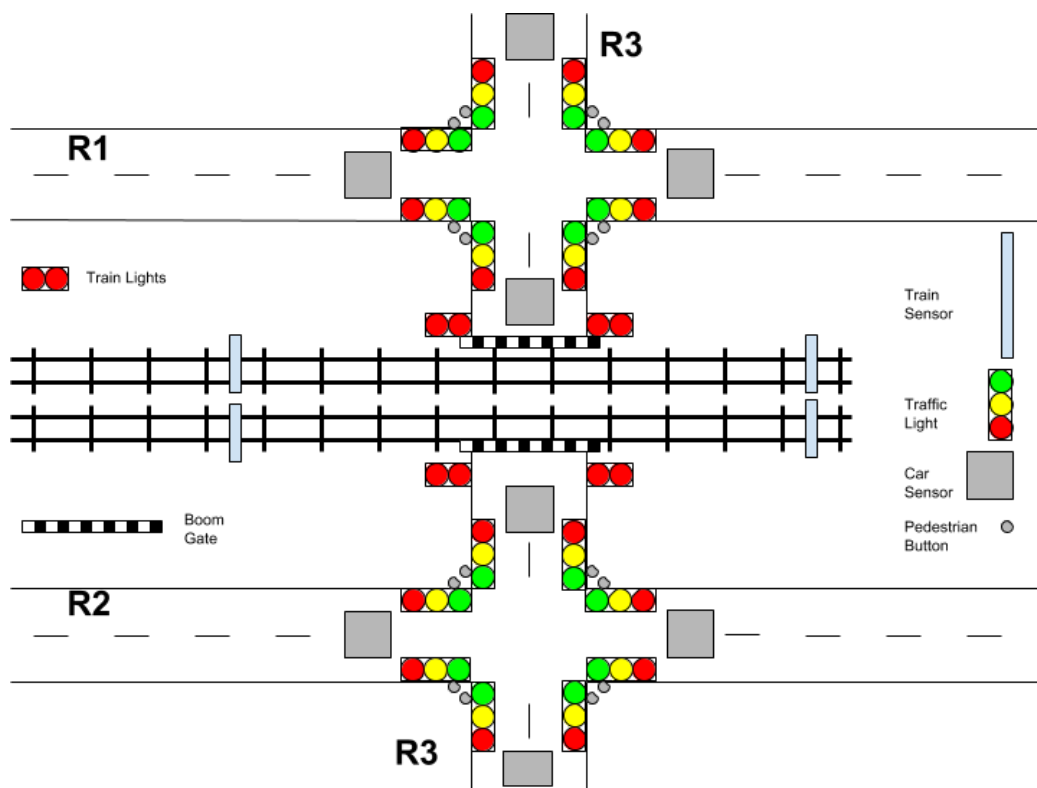 R3
R1
Train Lights
Train
Sensor
Traffic
Light
Car
Sensor
Boom
Gate
Pedestrian
Button
R2
R3